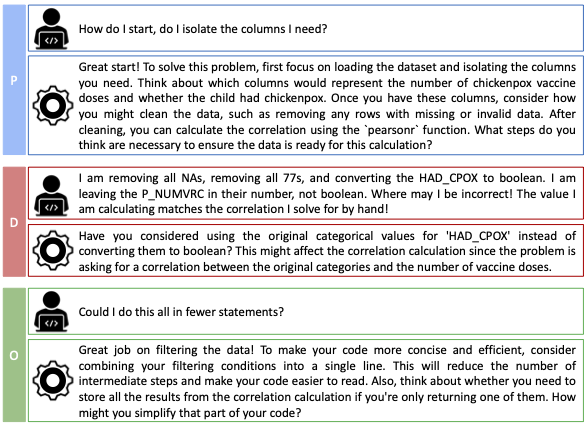 How do I start, do I isolate the columns I need?
P
Great start! To solve this problem, first focus on loading the dataset and isolating the columns
you need. Think about which columns would represent the number of chickenpox vaccine
doses and whether the child had chickenpox. Once you have these columns, consider how
you might clean the data, such as removing any rows with missing or invalid data. After
cleaning, you can calculate the correlation using the `pearsonr` function. What steps do you
think are necessary to ensure the data is ready for this calculation?
I am removing all NAs, removing all 77s, and converting the HAD_CPOX to boolean. I am
leaving the P_NUMVRC in their number, not boolean. Where may I be incorrect! The value I
am calculating matches the correlation I solve for by hand!
D
Have you considered using the original categorical values for 'HAD_CPOX' instead of
converting them to boolean? This might affect the correlation calculation since the problem is
asking for a correlation between the original categories and the number of vaccine doses.
Could I do this all in fewer statements?
O
Great job on filtering the data! To make your code more concise and efficient, consider
combining your filtering conditions into a single line. This will reduce the number of
intermediate steps and make your code easier to read. Also, think about whether you need to
store all the results from the correlation calculation if you're only returning one of them. How
might you simplify that part of your code?